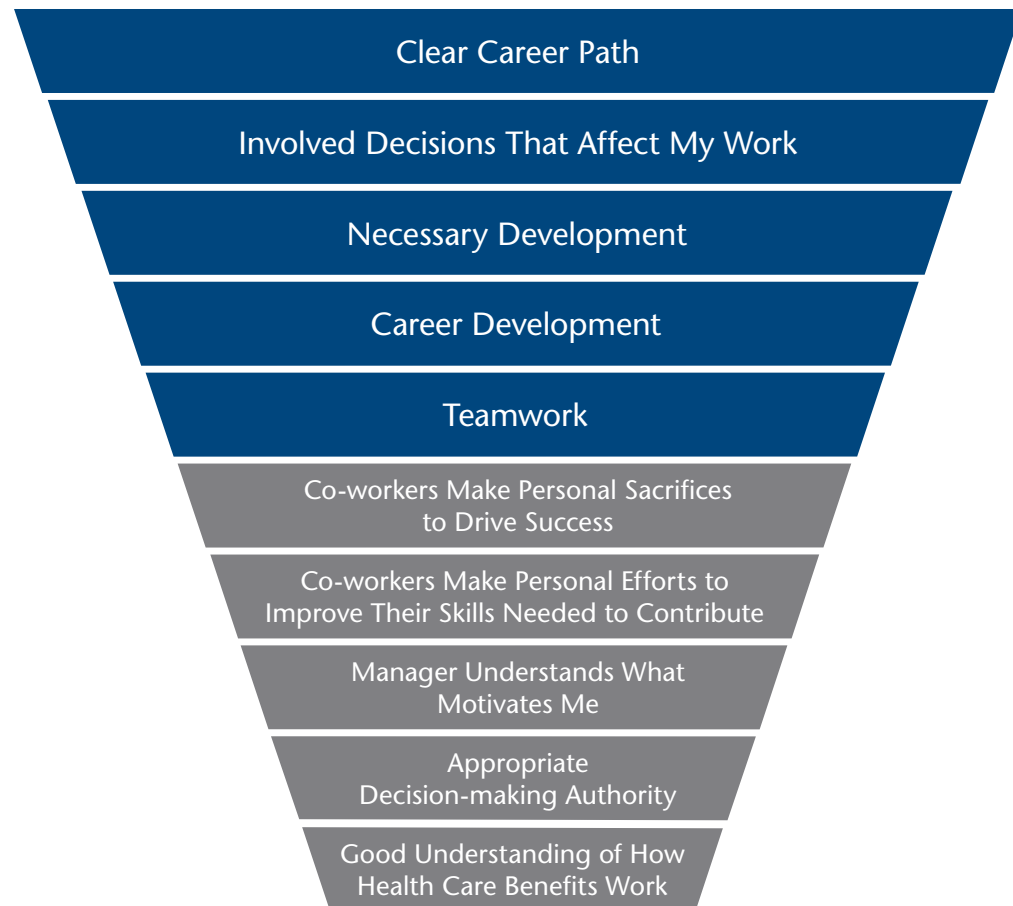 Clear Career Path
Involved Decisions That Affect My Work
Necessary Development
Career Development
Teamwork
Co-workers Make Personal Sacrifices
to Drive Success
Co-workers Make Personal Efforts to
Improve Their Skills Needed to Contribute
Manager Understands What
Motivates Me
Appropriate
Decision-making Authority
Good Understanding of How
Health Care Benefits Work